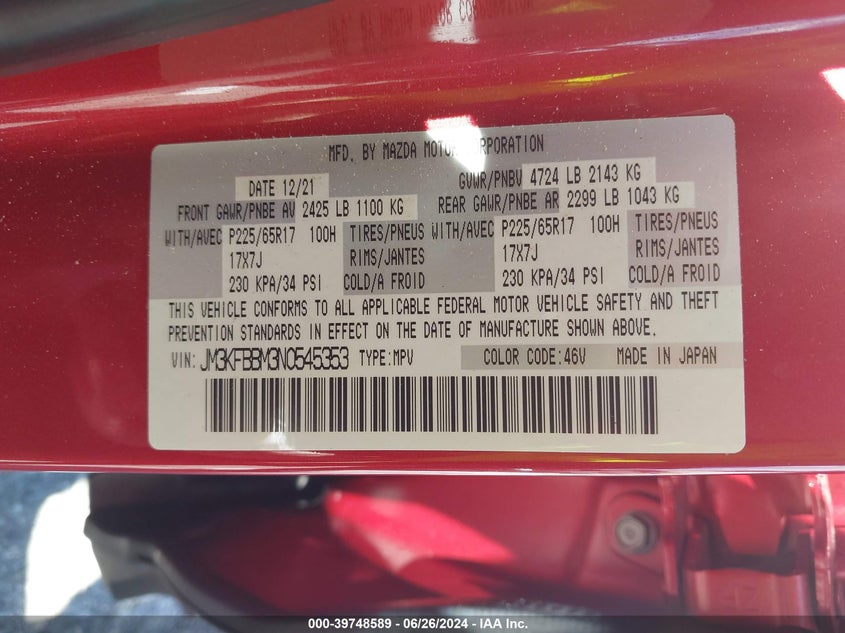 MFD. BY MAZDA MOTOR CORPORATION
DATE 12/21 GVWR/PNBV 4724 LB 2143 KG
FRONT GAWR/PNBE AV 2425 LB 1100 KG REAR GAWR/PNBE AR 2299 LB 1043 KG
WITH/AVEC P225/65R17 100H TIRES/PNEUS WITH/AVEC P225/65R17 100H TIRES/PNEUS
17X7J RIMS/JANTES 17X7J RIMS/JANTES
230 KPA/34 PSI COLD/A FROID 230 KPA/34 PSI COLD/A FROID
THIS VEHICLE CONFORMS TO ALL APPLICABLE FEDERAL MOTOR VEHICLE SAFETY AND THEFT
PREVENTION STANDARDS IN EFFECT ON THE DATE OF MANUFACTURE SHOWN ABOVE.
VIN: JM3KFBBM3N0545353 TYPE:MPV COLOR CODE:46V MADE IN JAPAN
000-39748589 / 06/26/2024 - IAA Inc.